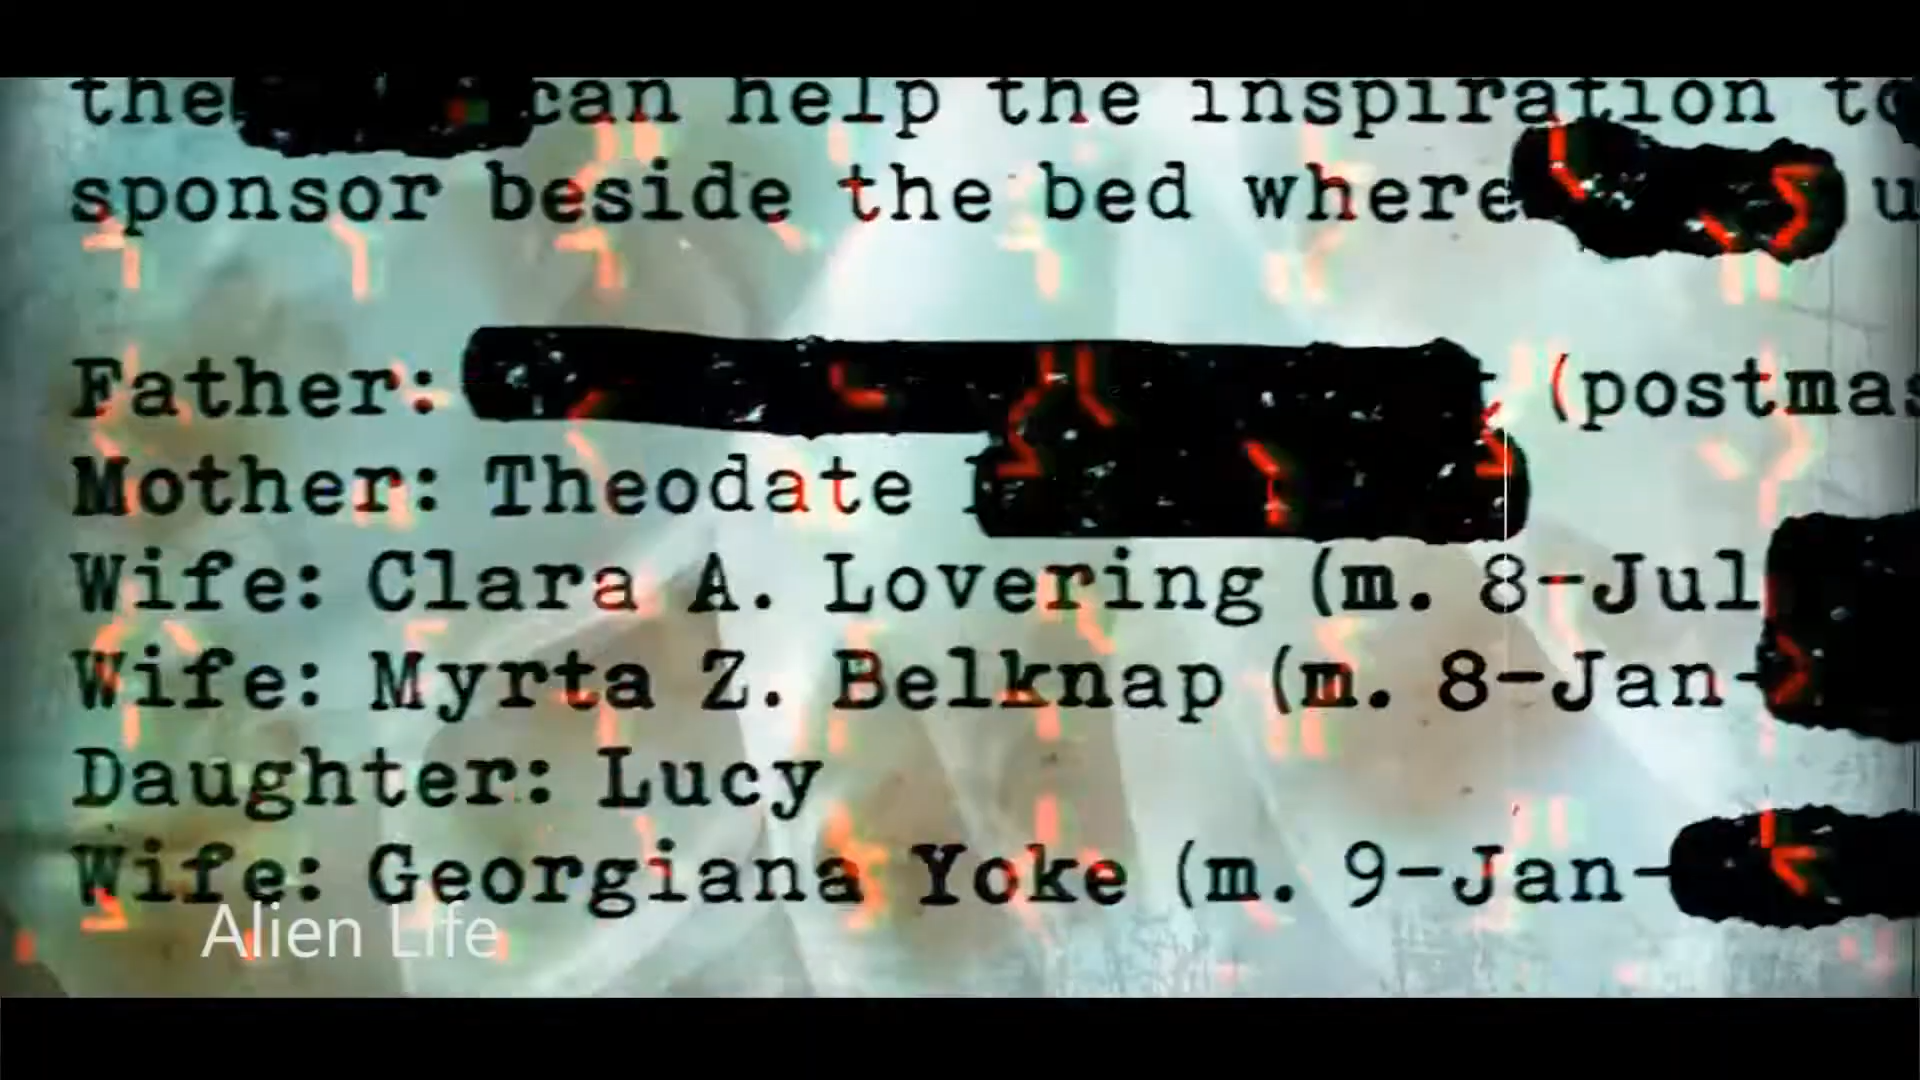 the can help the inspiration to
sponsor beside the bed where u
Father: (postmas
Mother: Theodate
Wife: Clara A. Lovering (m. 8-Jul
Wife: Myrta Z. Belknap (m. 8-Jan-
Daughter: Lucy
Wife: Georgiana Yoke (m. 9-Jan-
Alien Life